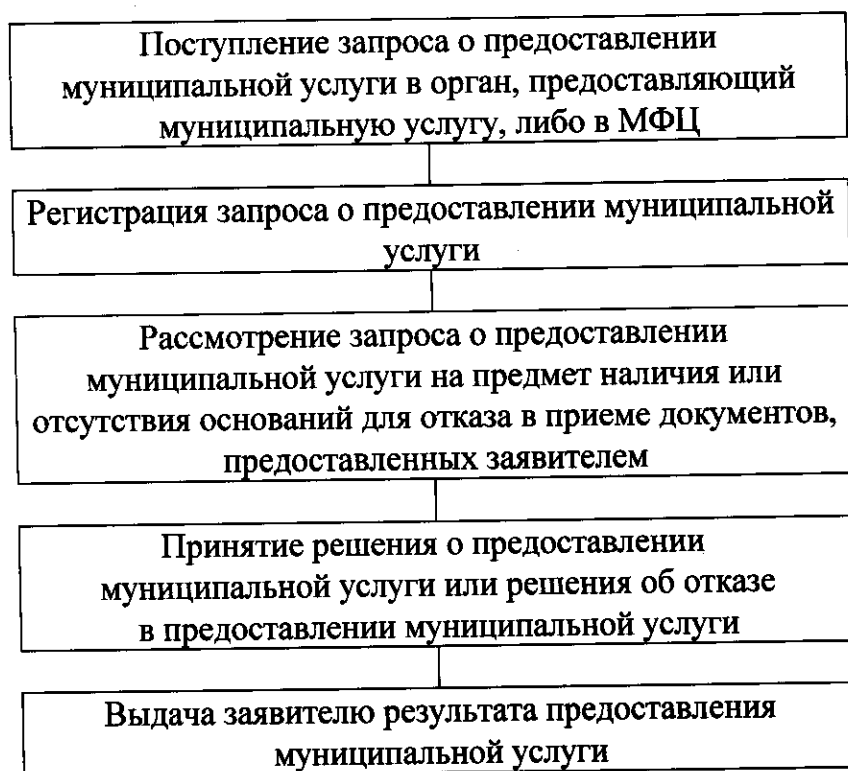 Поступление запроса о предоставлении
муниципальной услуги в орган, предоставляющий
муниципальную услугу, либо в МФЦ
Регистрация запроса о предоставлении муниципальной
услуги
Рассмотрение запроса о предоставлении
муниципальной услуги на предмет наличия или
отсутствия оснований для отказа в приеме документов,
предоставленных заявителем
Принятие решения о предоставлении
муниципальной услуги или решения об отказе
в предоставлении муниципальной услуги
Выдача заявителю результата предоставления
муниципальной услуги